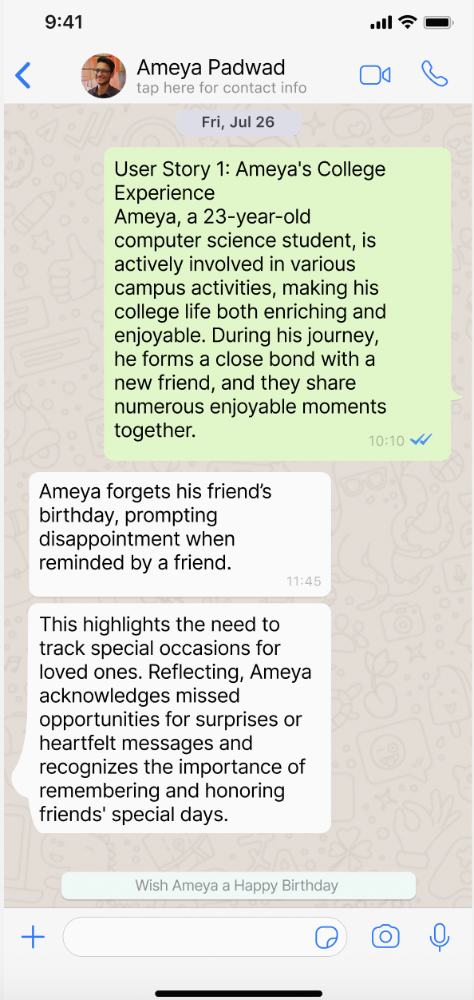 9:41
Ameya Padwad
tap here for contact info
Fri, Jul 26
User Story 1: Ameya's College
Experience
Ameya, a 23-year-old
computer science student, is
actively involved in various
campus activities, making his
college life both enriching and
enjoyable. During his journey,
he forms a close bond with a
new friend, and they share
numerous enjoyable moments
together.
10:10
Ameya forgets his friend’s
birthday, prompting
disappointment when
reminded by a friend.
11:45
This highlights the need to
track special occasions for
loved ones. Reflecting, Ameya
acknowledges missed
opportunities for surprises or
heartfelt messages and
recognizes the importance of
remembering and honoring
friends' special days.
Wish Ameya a Happy Birthday